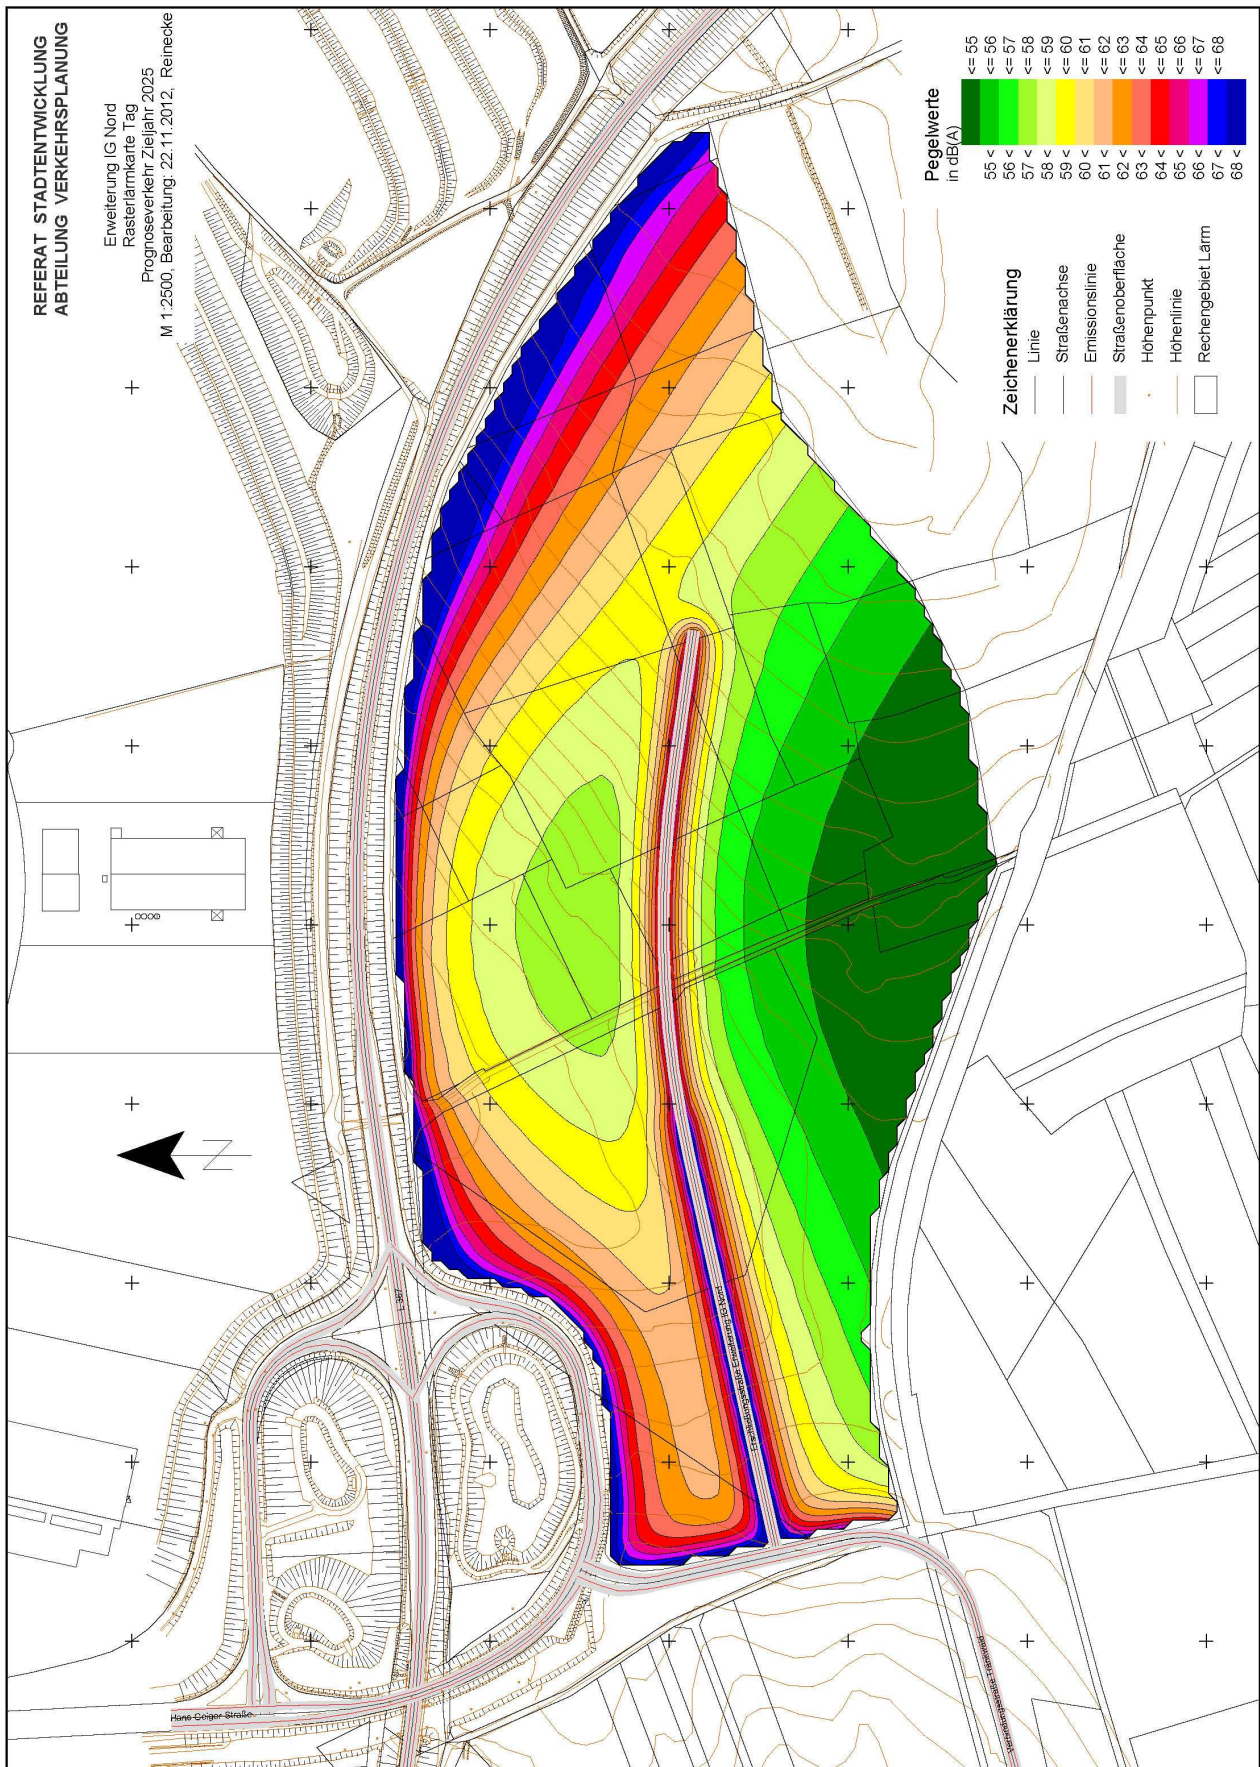 REFERAT STADTENTWICKLUNG
ABTEILUNG VERKEHRSPLANUNG
Erweiterung IG Nord
Rasterlärmkarte Tag
Prognoseverkehr Zieljahr 2025
M 1:2500, Bearbeitung: 22.11.2012, Reinecke
N
Hans-Geiger-Straße
L 367
Erschließungsstraße Erweiterung IG Nord
Verbindungsstraße
Zeichenerklärung
Linie
Straßenachse
Emissionslinie
Straßenoberfläche
Höhenpunkt
Höhenlinie
Rechengebiet Lärm
Pegelwerte
in dB(A)
<= 55
55 < <= 56
56 < <= 57
57 < <= 58
58 < <= 59
59 < <= 60
60 < <= 61
61 < <= 62
62 < <= 63
63 < <= 64
64 < <= 65
65 < <= 66
66 < <= 67
67 < <= 68
68 <